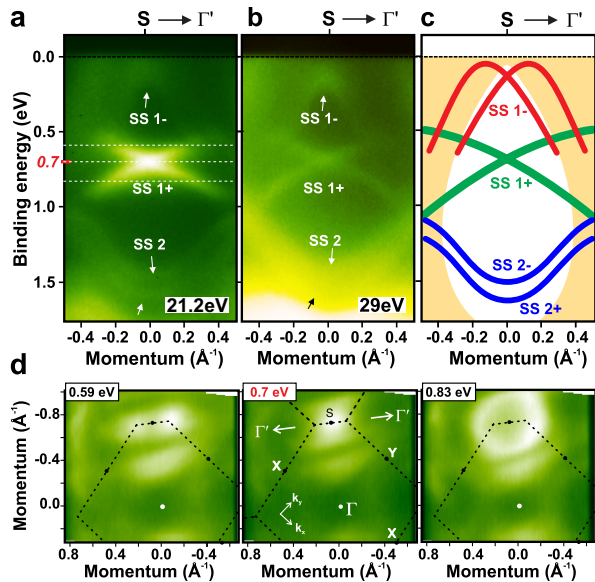 S → Γ'
S → Γ'
S → Γ'
a
b
c
Binding energy (eV)
0.0
0.5
0.7
1.0
1.5
SS 1-
SS 1+
SS 2
21.2eV
SS 1-
SS 1+
SS 2
29eV
SS 1-
SS 1+
SS 2-
SS 2+
-0.4 -0.2 0.0 0.2 0.4
-0.4 -0.2 0.0 0.2 0.4
-0.4 -0.2 0.0 0.2 0.4
Momentum (Å⁻¹)
Momentum (Å⁻¹)
Momentum (Å⁻¹)
d
Momentum (Å⁻¹)
-0.8
-0.4
0.0
0.59 eV
0.7 eV
S
Γ'
Γ'
X
Y
k_y
k_x
Γ
X
0.83 eV
0.8 0.4 0.0 -0.4
0.8 0.4 0.0 -0.4
0.8 0.4 0.0 -0.4
Momentum (Å⁻¹)
Momentum (Å⁻¹)
Momentum (Å⁻¹)